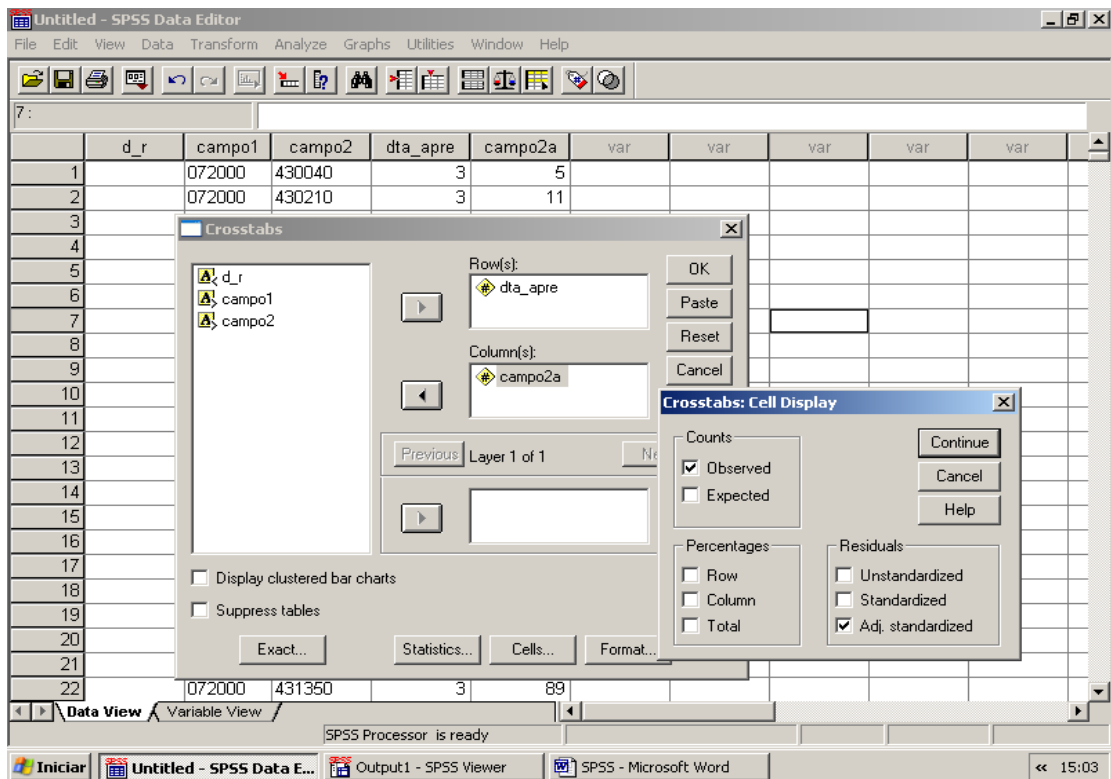 Untitled - SPSS Data Editor
File Edit View Data Transform Analyze Graphs Utilities Window Help
7 :
d_r campo1 campo2 dta_apre campo2a var var var var var
1 072000 430040 3 5
2 072000 430210 3 11
3
4
5
6
7
8
9
10
11
12
13
14
15
16
17
18
19
20
21
22 072000 431350 3 89
Crosstabs
d_r
campo1
campo2
Row(s):
dta_apre
Column(s):
campo2a
OK
Paste
Reset
Cancel
Previous Layer 1 of 1
Display clustered bar charts
Suppress tables
Exact... Statistics... Cells... Format...
Crosstabs: Cell Display
Counts
Observed
Expected
Continue
Cancel
Help
Percentages
Row
Column
Total
Residuals
Unstandardized
Standardized
Adj. standardized
Data View Variable View
SPSS Processor is ready
Iniciar Untitled - SPSS Data E... Output1 - SPSS Viewer SPSS - Microsoft Word 15:03